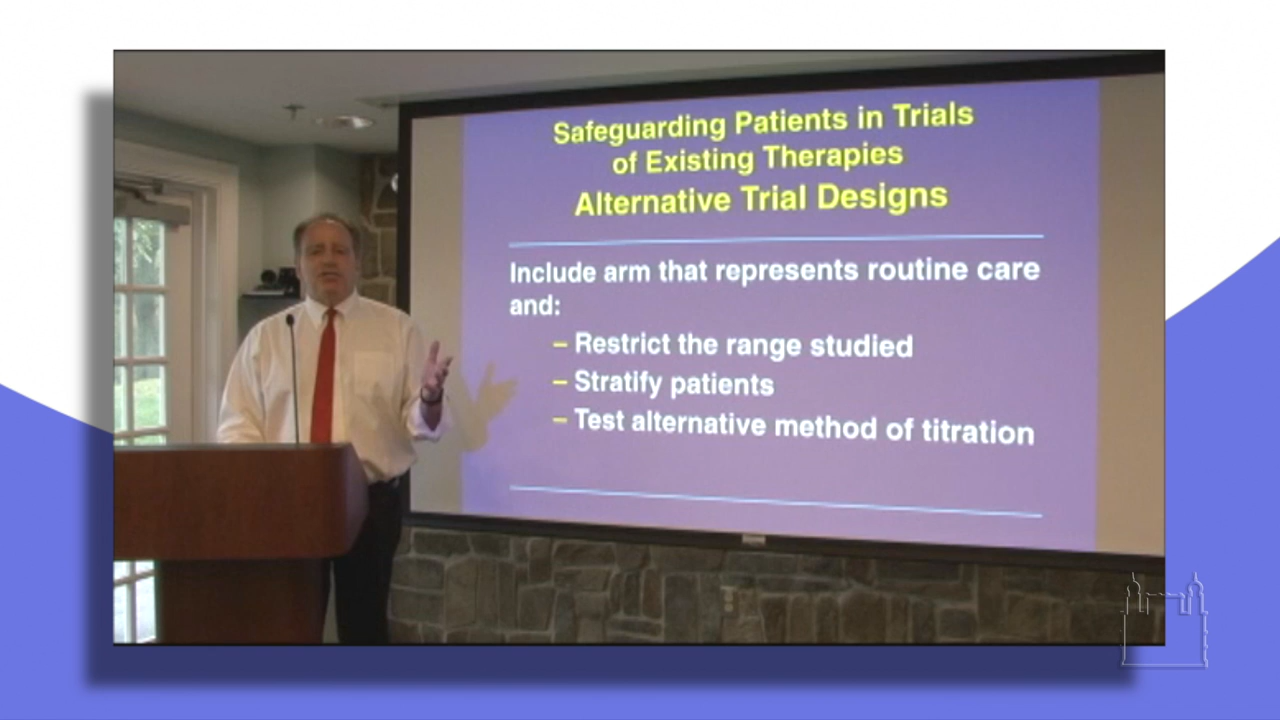 Safeguarding Patients in Trials
of Existing Therapies
Alternative Trial Designs
Include arm that represents routine care
and:
– Restrict the range studied
– Stratify patients
– Test alternative method of titration